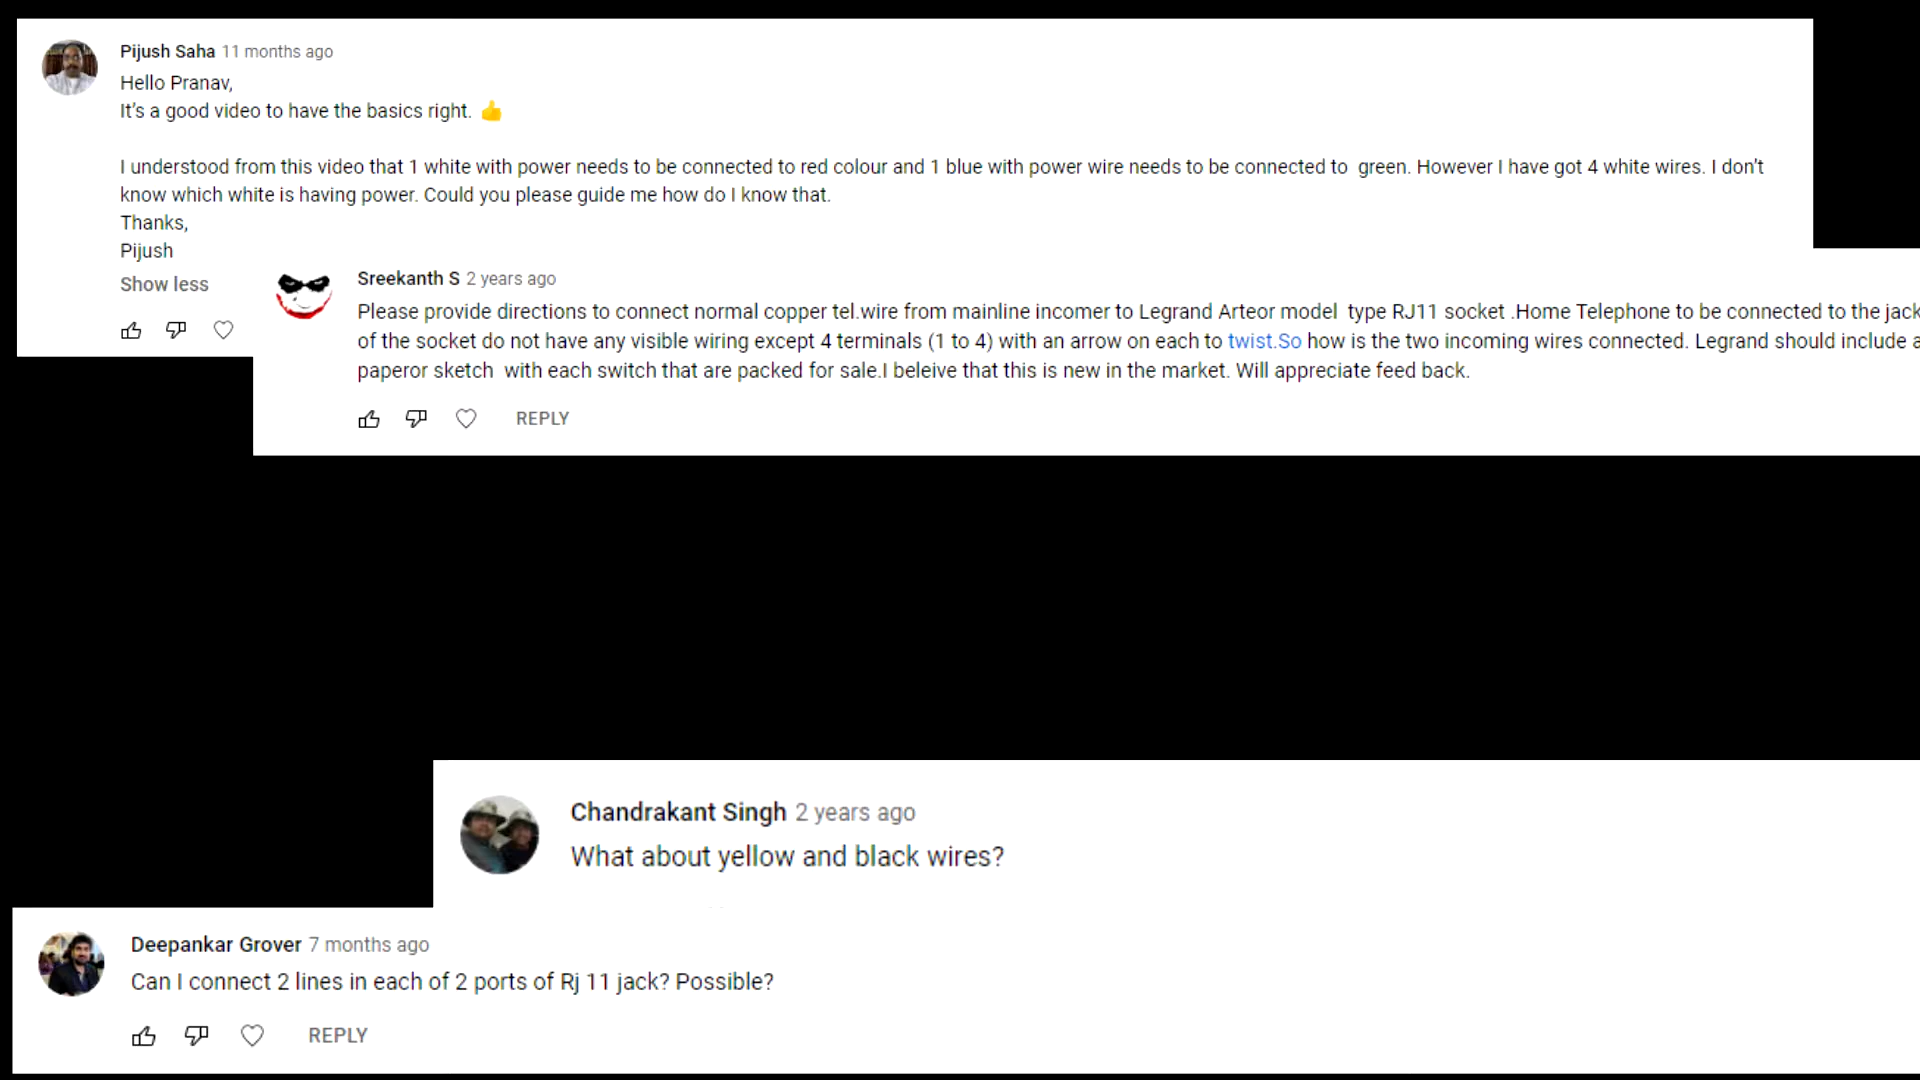 Pijush Saha 11 months ago
Hello Pranav,
It's a good video to have the basics right. 👍
I understood from this video that 1 white with power needs to be connected to red colour and 1 blue with power wire needs to be connected to  green. However I have got 4 white wires. I don't
know which white is having power. Could you please guide me how do I know that.
Thanks,
Pijush
Show less
Sreekanth S 2 years ago
Please provide directions to connect normal copper tel.wire from mainline incomer to Legrand Arteor model  type RJ11 socket .Home Telephone to be connected to the jack
of the socket do not have any visible wiring except 4 terminals (1 to 4) with an arrow on each to twist.So how is the two incoming wires connected. Legrand should include a
paperor sketch  with each switch that are packed for sale.I beleive that this is new in the market. Will appreciate feed back.
REPLY
Chandrakant Singh 2 years ago
What about yellow and black wires?
Deepankar Grover 7 months ago
Can I connect 2 lines in each of 2 ports of Rj 11 jack? Possible?
REPLY